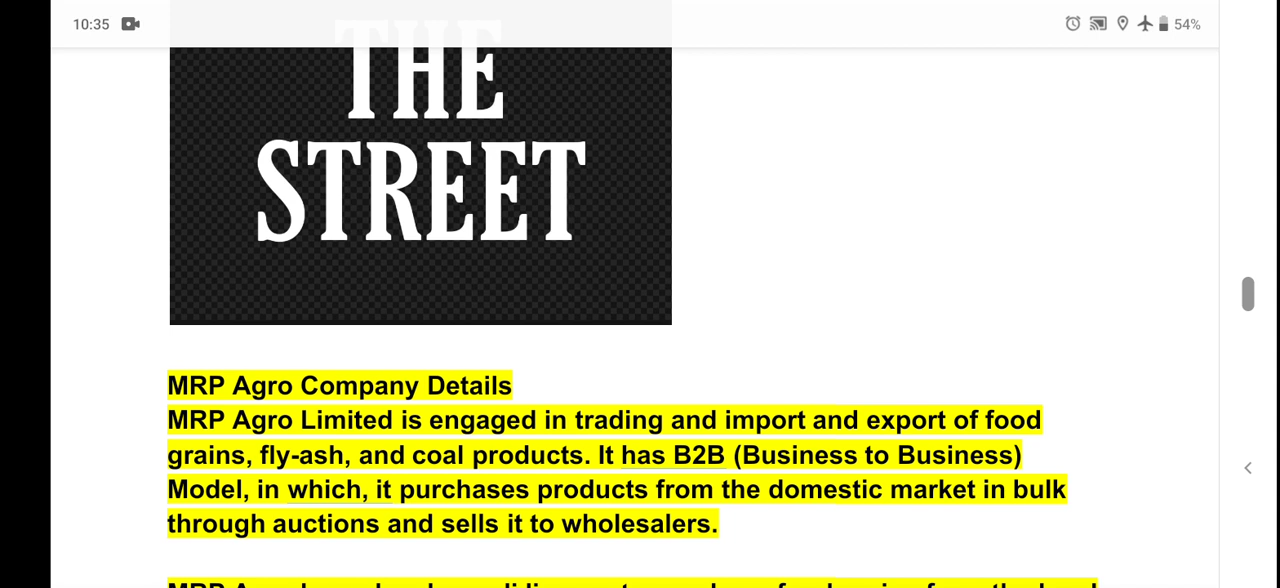 10:35
54%
THE
STREET
MRP Agro Company Details
MRP Agro Limited is engaged in trading and import and export of food
grains, fly-ash, and coal products. It has B2B (Business to Business)
Model, in which, it purchases products from the domestic market in bulk
through auctions and sells it to wholesalers.